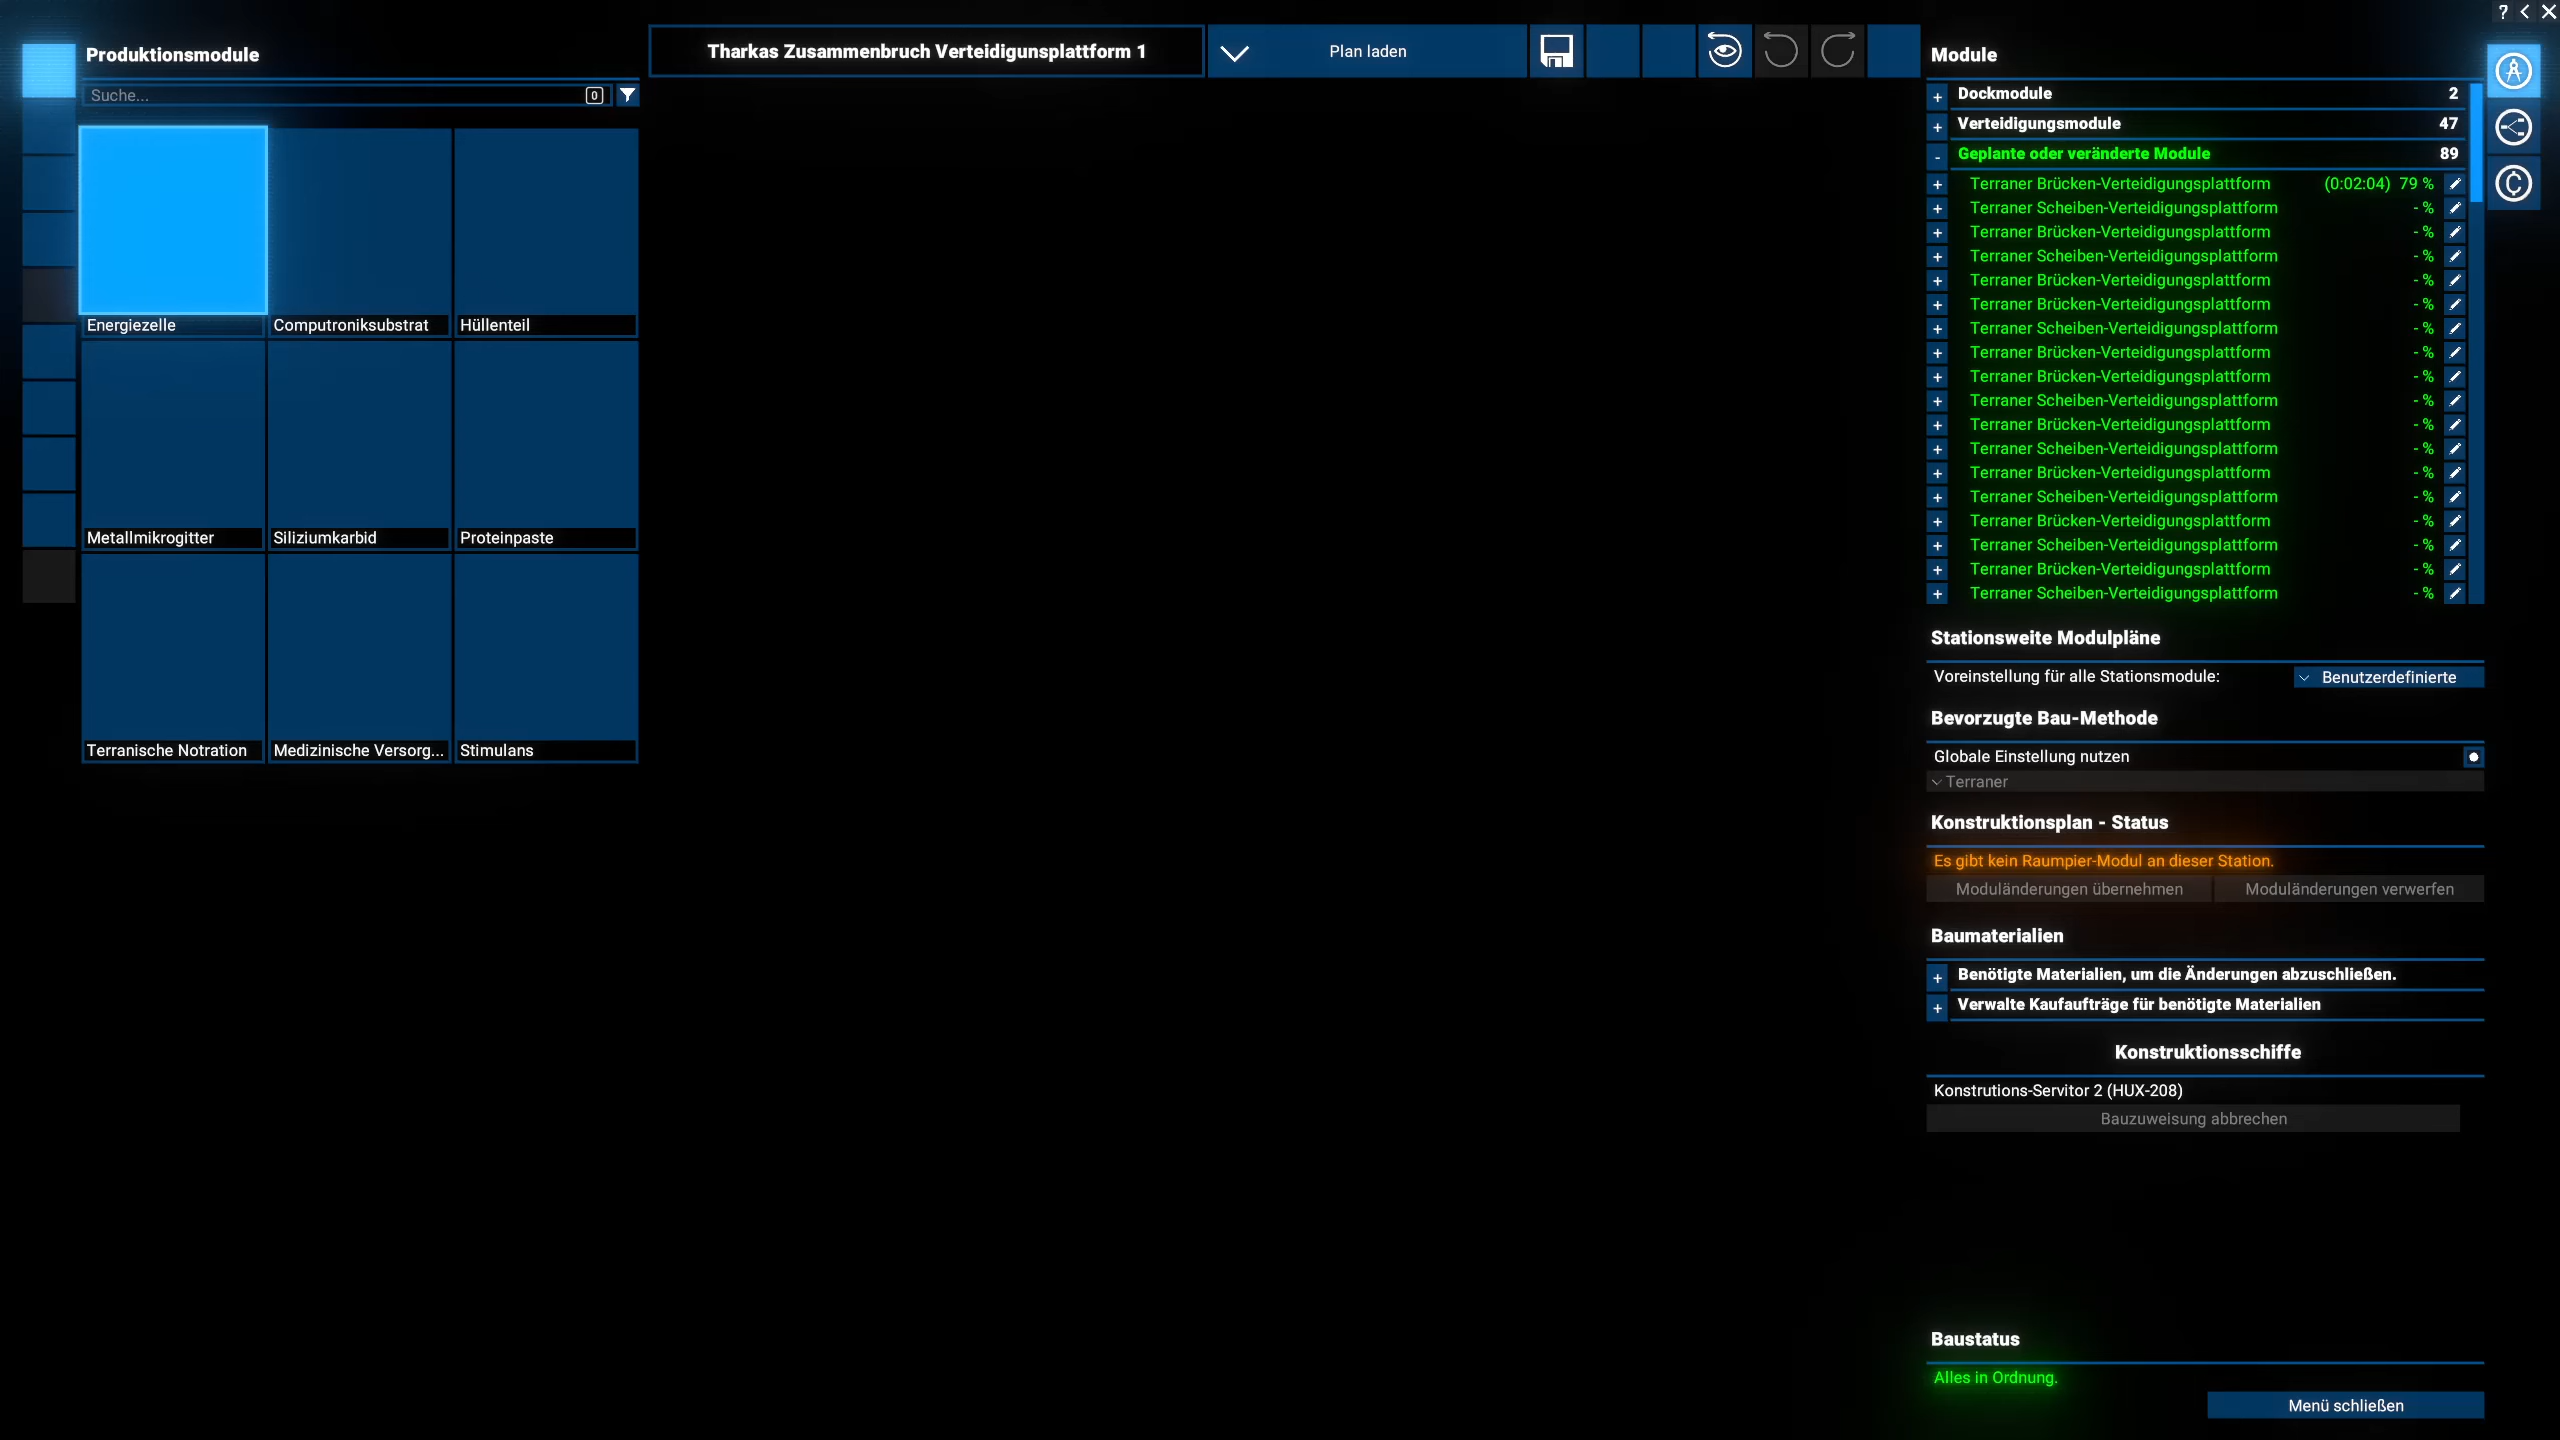 Produktionsmodule
Suche...
0
Energiezelle
Computroniksubstrat
Hüllenteil
Metallmikrogitter
Siliziumkarbid
Proteinpaste
Terranische Notration
Medizinische Versorg...
Stimulans
Tharkas Zusammenbruch Verteidigunsplattform 1
Plan laden
?
Module
+ Dockmodule 2
+ Verteidigungsmodule 47
- Geplante oder veränderte Module 89
+ Terraner Brücken-Verteidigungsplattform (0:02:04) 79 %
+ Terraner Scheiben-Verteidigungsplattform - %
+ Terraner Brücken-Verteidigungsplattform - %
+ Terraner Scheiben-Verteidigungsplattform - %
+ Terraner Brücken-Verteidigungsplattform - %
+ Terraner Brücken-Verteidigungsplattform - %
+ Terraner Scheiben-Verteidigungsplattform - %
+ Terraner Brücken-Verteidigungsplattform - %
+ Terraner Brücken-Verteidigungsplattform - %
+ Terraner Scheiben-Verteidigungsplattform - %
+ Terraner Brücken-Verteidigungsplattform - %
+ Terraner Scheiben-Verteidigungsplattform - %
+ Terraner Brücken-Verteidigungsplattform - %
+ Terraner Scheiben-Verteidigungsplattform - %
+ Terraner Brücken-Verteidigungsplattform - %
+ Terraner Scheiben-Verteidigungsplattform - %
+ Terraner Brücken-Verteidigungsplattform - %
+ Terraner Scheiben-Verteidigungsplattform - %
Stationsweite Modulpläne
Voreinstellung für alle Stationsmodule: Benutzerdefinierte
Bevorzugte Bau-Methode
Globale Einstellung nutzen
Terraner
Konstruktionsplan - Status
Es gibt kein Raumpier-Modul an dieser Station.
Moduländerungen übernehmen Moduländerungen verwerfen
Baumaterialien
+ Benötigte Materialien, um die Änderungen abzuschließen.
+ Verwalte Kaufaufträge für benötigte Materialien
Konstruktionsschiffe
Konstrutions-Servitor 2 (HUX-208)
Bauzuweisung abbrechen
Baustatus
Alles in Ordnung.
Menü schließen